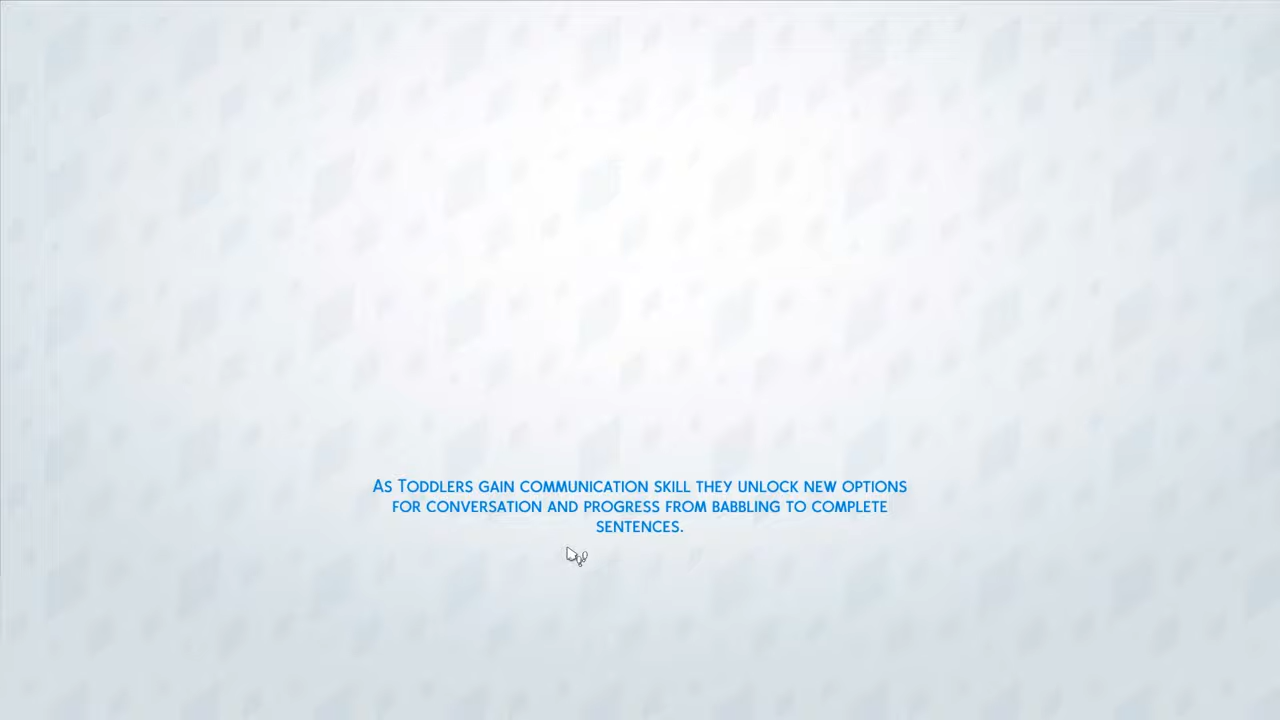 As Toddlers gain communication skill they unlock new options
for conversation and progress from babbling to complete
sentences.